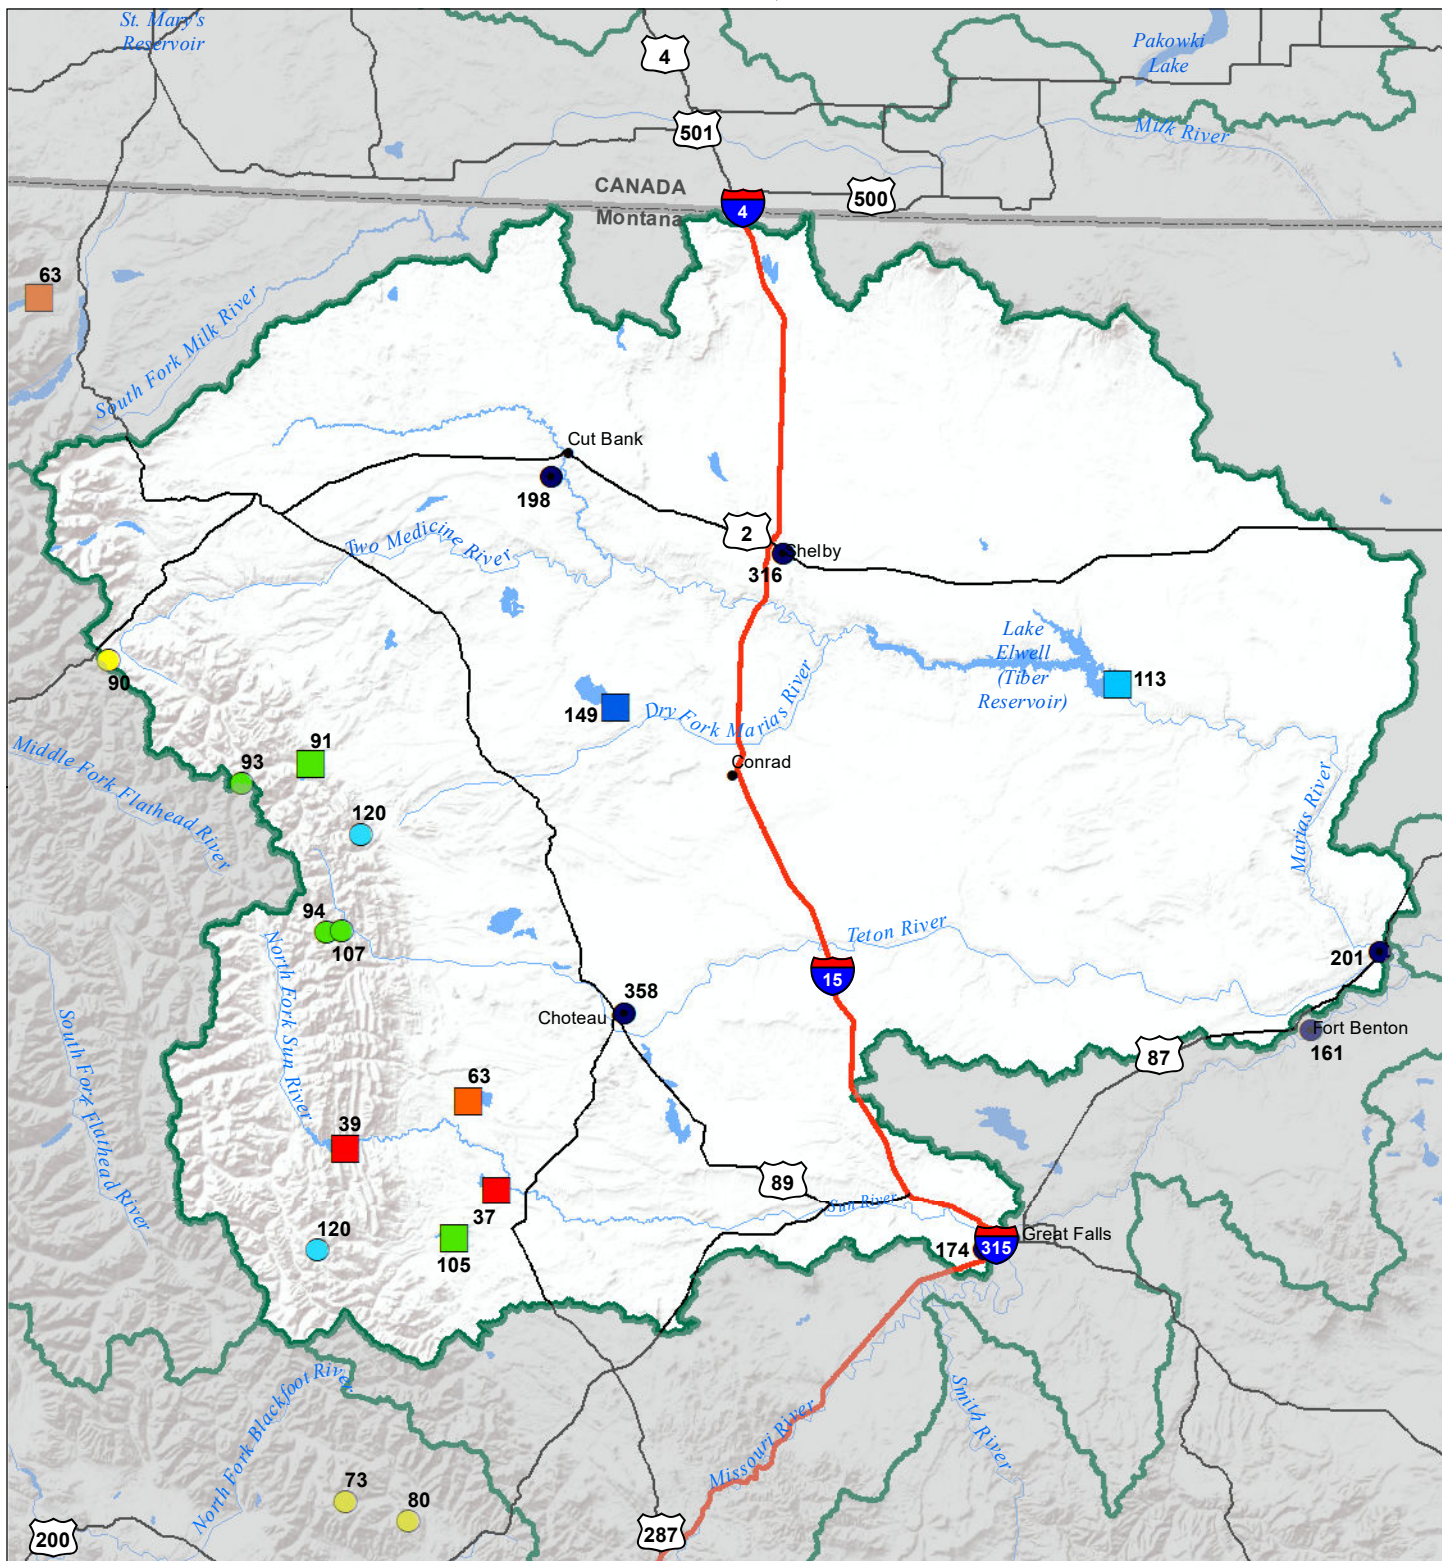 St. Mary's
Reservoir
4
Pakowki
Lake
501
Milk River
CANADA
Montana
4
500
63
South Fork Milk River
Cut Bank
198
Two Medicine River
2
Shelby
316
Lake
Elwell
(Tiber
Reservoir)
90
113
149
Dry Fork Marias River
91
93
Middle Fork Flathead River
Conrad
120
Marias River
94
107
North Fork Sun River
Teton River
201
15
358
Choteau
Fort Benton
161
87
South Fork Flathead River
63
39
89
37
Sun River
120
105
174
315
Great Falls
North Fork Blackfoot River
Missouri River
Smith River
73
80
200
287